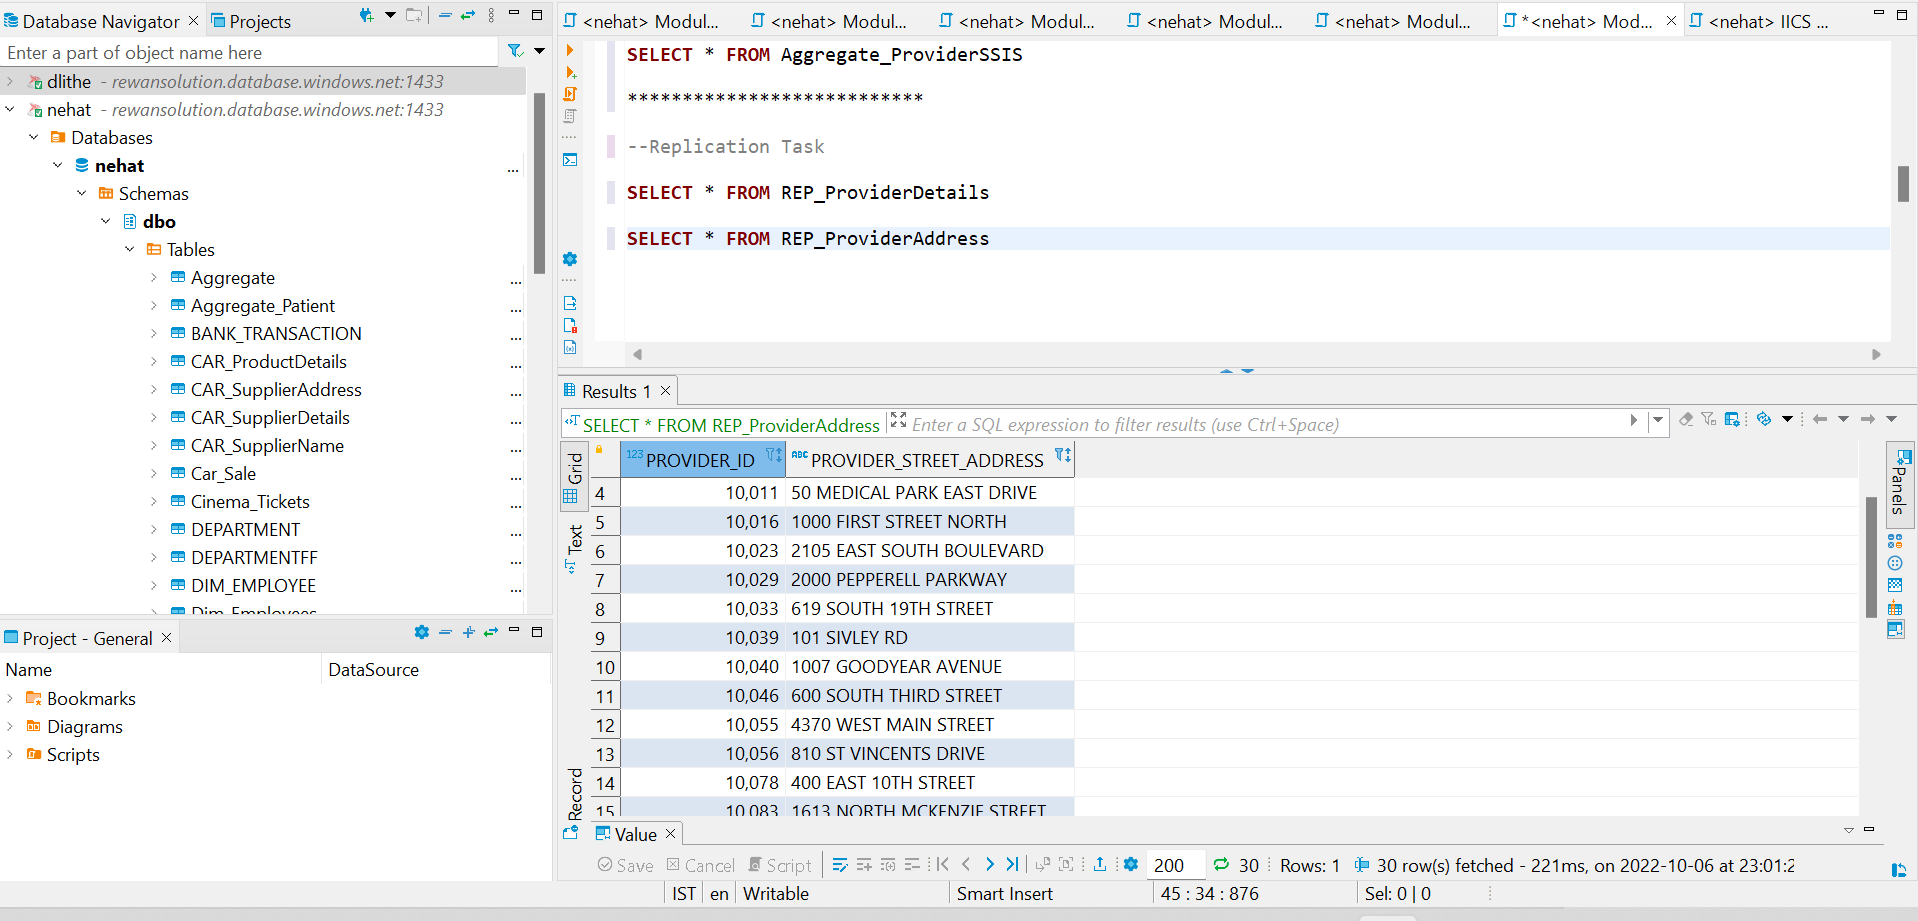 Database Navigator
Projects
Enter a part of object name here
dlithe - rewansolution.database.windows.net:1433
nehat - rewansolution.database.windows.net:1433
Databases
nehat ...
Schemas
dbo
Tables
Aggregate ...
Aggregate_Patient ...
BANK_TRANSACTION ...
CAR_ProductDetails ...
CAR_SupplierAddress ...
CAR_SupplierDetails ...
CAR_SupplierName ...
Car_Sale ...
Cinema_Tickets ...
DEPARTMENT ...
DEPARTMENTFF ...
DIM_EMPLOYEE ...
Dim_Employees
Project - General
Name DataSource
Bookmarks
Diagrams
Scripts
<nehat> Modul...
<nehat> Modul...
<nehat> Modul...
<nehat> Modul...
<nehat> Modul...
*<nehat> Mod...
<nehat> IICS ...
SELECT * FROM Aggregate_ProviderSSIS
***************************
--Replication Task
SELECT * FROM REP_ProviderDetails
SELECT * FROM REP_ProviderAddress
Results 1
SELECT * FROM REP_ProviderAddress
Enter a SQL expression to filter results (use Ctrl+Space)
Grid
Text
Record
123 PROVIDER_ID ABC PROVIDER_STREET_ADDRESS
4 10,011 50 MEDICAL PARK EAST DRIVE
5 10,016 1000 FIRST STREET NORTH
6 10,023 2105 EAST SOUTH BOULEVARD
7 10,029 2000 PEPPERELL PARKWAY
8 10,033 619 SOUTH 19TH STREET
9 10,039 101 SIVLEY RD
10 10,040 1007 GOODYEAR AVENUE
11 10,046 600 SOUTH THIRD STREET
12 10,055 4370 WEST MAIN STREET
13 10,056 810 ST VINCENTS DRIVE
14 10,078 400 EAST 10TH STREET
15 10,083 1613 NORTH MCKENZIE STREET
Panels
Value
Save Cancel Script 200 30 Rows: 1 30 row(s) fetched - 221ms, on 2022-10-06 at 23:01:2
IST en Writable Smart Insert 45 : 34 : 876 Sel: 0 | 0